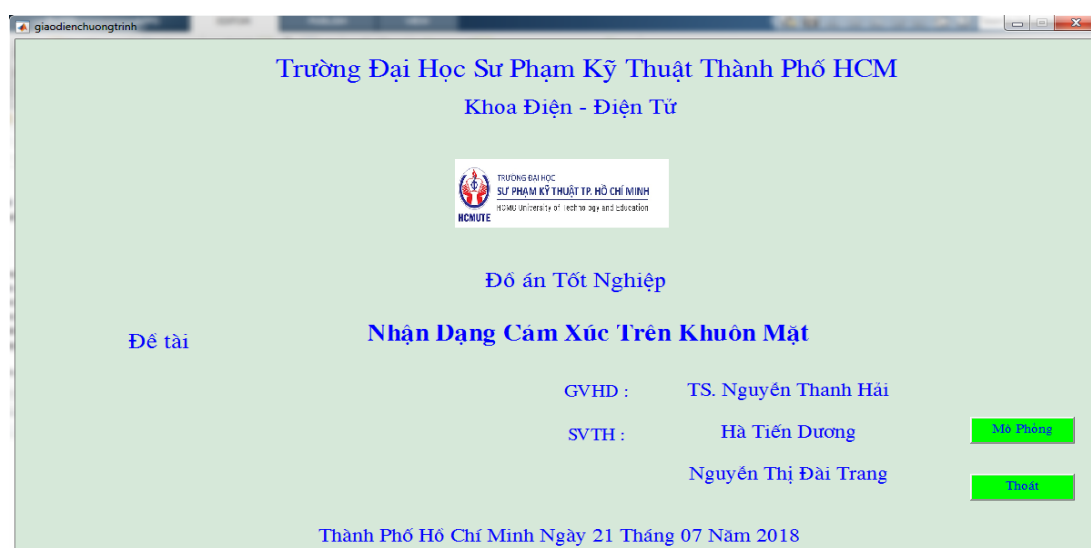 giaodienchuongtrinh
Trường Đại Học Sư Phạm Kỹ Thuật Thành Phố HCM
Khoa Điện - Điện Tử
TRƯỜNG ĐẠI HỌC
SƯ PHẠM KỸ THUẬT TP. HỒ CHÍ MINH
HCMC University of Technology and Education
HCMUTE
Đồ án Tốt Nghiệp
Đề tài
Nhận Dạng Cảm Xúc Trên Khuôn Mặt
GVHD : TS. Nguyễn Thanh Hải
SVTH : Hà Tiến Dương
Mô Phỏng
Nguyễn Thị Đài Trang
Thoát
Thành Phố Hồ Chí Minh Ngày 21 Tháng 07 Năm 2018